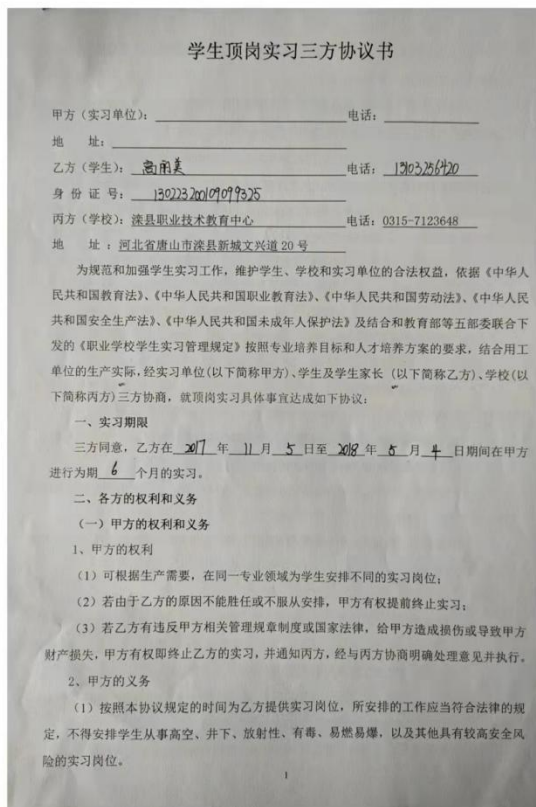 学生顶岗实习三方协议书
甲方（实习单位）：电话：
地 址：
乙方（学生）：高雨美 电话：13103256420
身 份 证 号：130223200109099325
丙方（学校）：滦县职业技术教育中心 电话：0315-7123648
地 址 ：河北省唐山市滦县新城文兴道 20 号
为规范和加强学生实习工作，维护学生、学校和实习单位的合法权益，依据《中华人
民共和国教育法》、《中华人民共和国职业教育法》、《中华人民共和国劳动法》、《中华人民
共和国安全生产法》、《中华人民共和国未成年人保护法》及结合和教育部等五部委联合下
发的《职业学校学生实习管理规定》按照专业培养目标和人才培养方案的要求，结合用工
单位的生产实际，经实习单位（以下简称甲方）、学生及学生家长（以下简称乙方）、学校（以
下简称丙方）三方协商，就顶岗实习具体事宜达成如下协议：
一、实习期限
三方同意，乙方在 2017 年 11 月 5 日至 2018 年 5 月 4 日期间在甲方
进行为期 6 个月的实习。
二、各方的权利和义务
（一）甲方的权利和义务
1、甲方的权利
（1）可根据生产需要，在同一专业领域为学生安排不同的实习岗位；
（2）若由于乙方的原因不能胜任或不服从安排，甲方有权提前终止实习；
（3）若乙方有违反甲方相关管理规章制度或国家法律，给甲方造成损伤或导致甲方
财产损失，甲方有权即终止乙方的实习，并通知丙方，经与丙方协商明确处理意见并执行。
2、甲方的义务
（1）按照本协议规定的时间为乙方提供实习岗位，所安排的工作应当符合法律的规
定，不得安排学生从事高空、井下、放射性、有毒、易燃易爆，以及其他具有较高安全风
险的实习岗位。
1